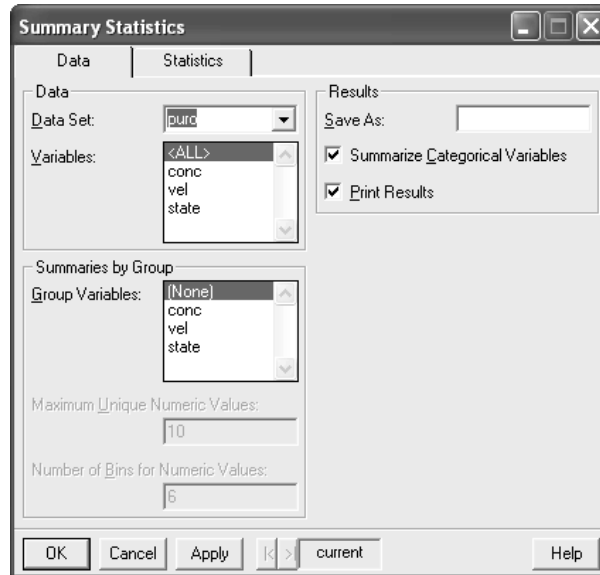 Summary Statistics
Data Statistics
Data
Data Set: puro
Variables: <ALL>
conc
vel
state
Summaries by Group
Group Variables: (None)
conc
vel
state
Maximum Unique Numeric Values:
10
Number of Bins for Numeric Values:
6
Results
Save As:
Summarize Categorical Variables
Print Results
OK Cancel Apply current Help